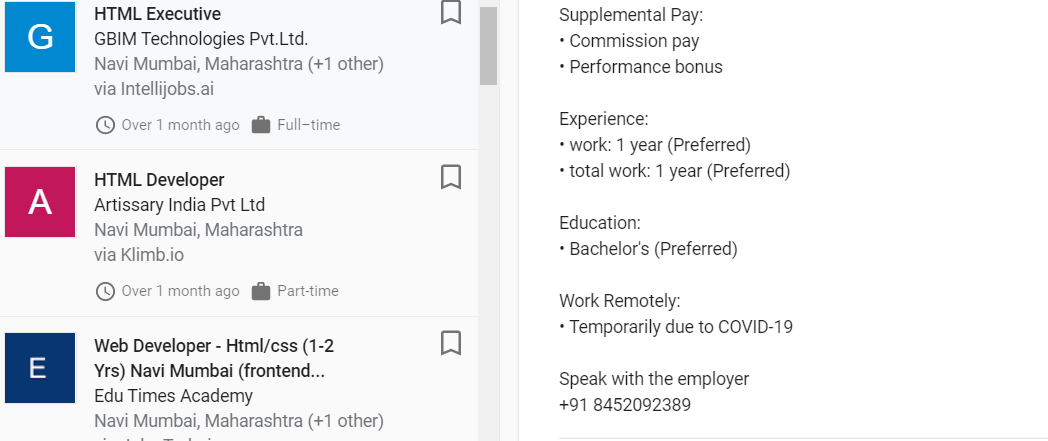 G
HTML Executive
GBIM Technologies Pvt.Ltd.
Navi Mumbai, Maharashtra (+1 other)
via Intellijobs.ai
Over 1 month ago Full–time
A
HTML Developer
Artissary India Pvt Ltd
Navi Mumbai, Maharashtra
via Klimb.io
Over 1 month ago Part-time
E
Web Developer - Html/css (1-2
Yrs) Navi Mumbai (frontend...
Edu Times Academy
Navi Mumbai, Maharashtra (+1 other)
Supplemental Pay:
• Commission pay
• Performance bonus
Experience:
• work: 1 year (Preferred)
• total work: 1 year (Preferred)
Education:
• Bachelor's (Preferred)
Work Remotely:
• Temporarily due to COVID-19
Speak with the employer
+91 8452092389